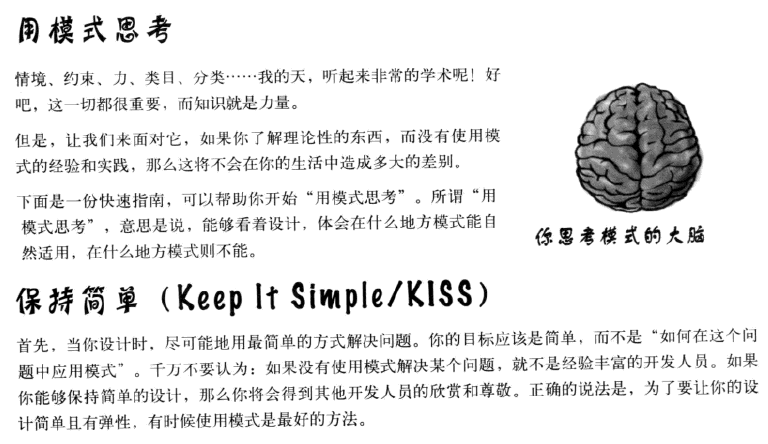 用模式思考
情境、约束、力、类目、分类……我的天，听起来非常的学术呢！好
吧，这一切都很重要，而知识就是力量。
但是，让我们来面对它，如果你了解理论性的东西，而没有使用模
式的经验和实践，那么这将不会在你的生活中造成多大的差别。
下面是一份快速指南，可以帮助你开始“用模式思考”。所谓“用
模式思考”，意思是说，能够看着设计，体会在什么地方模式能自
然适用，在什么地方模式则不能。
你思考模式的大脑
保持简单（Keep It Simple/KISS）
首先，当你设计时，尽可能地用最简单的方式解决问题。你的目标应该是简单，而不是“如何在这个问
题中应用模式”。千万不要认为：如果没有使用模式解决某个问题，就不是经验丰富的开发人员。如果
你能够保持简单的设计，那么你将会得到其他开发人员的欣赏和尊敬。正确的说法是，为了要让你的设
计简单且有弹性，有时候使用模式是最好的方法。